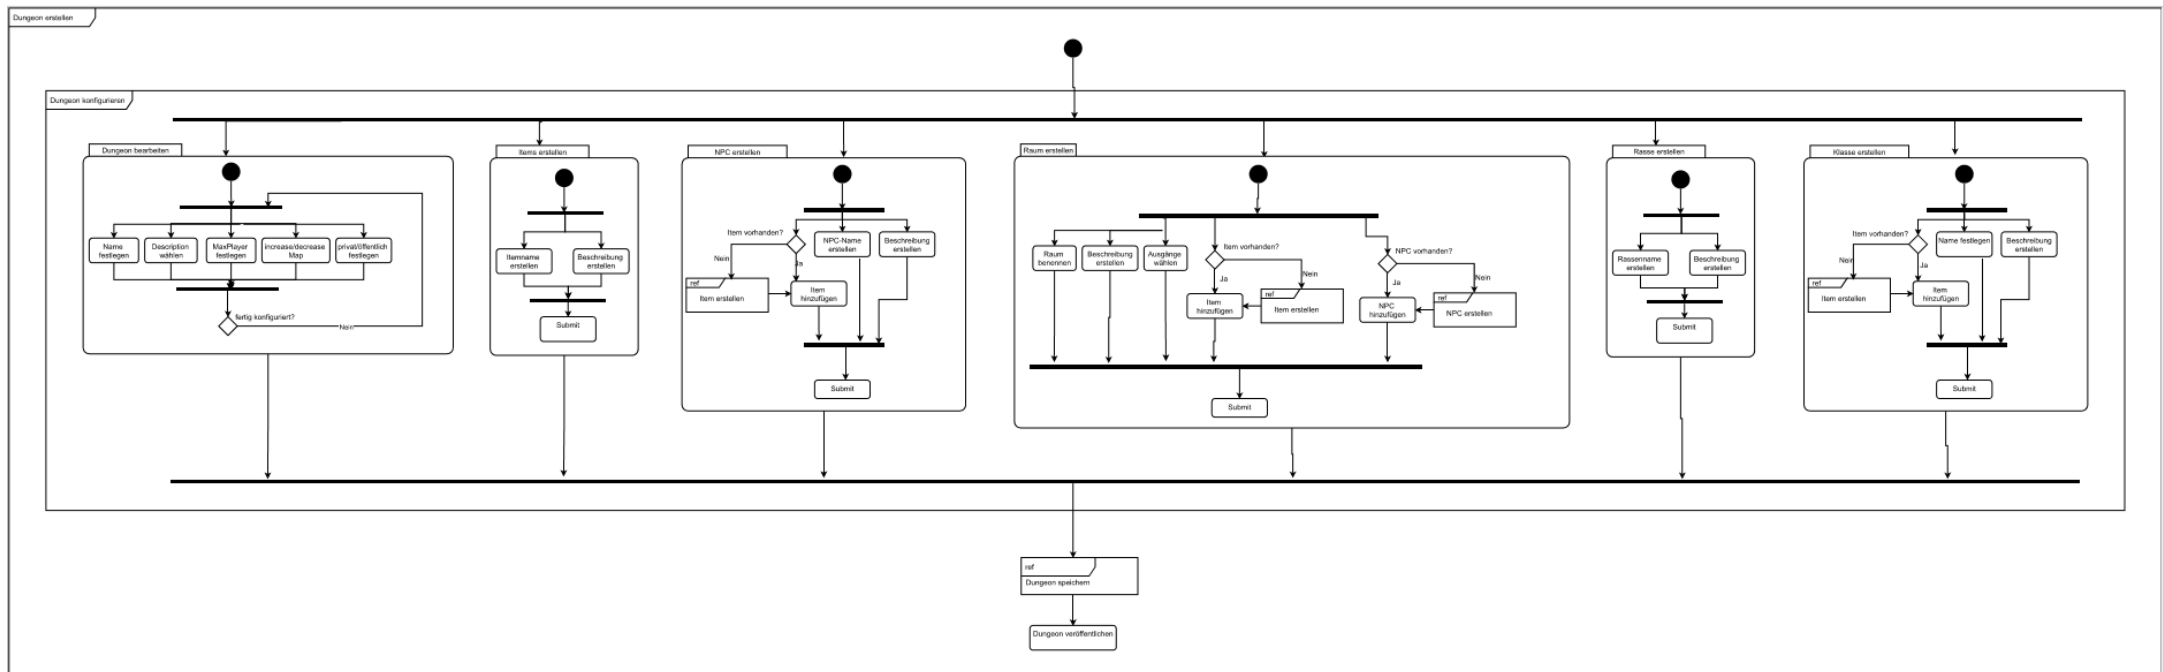 Dungeon erstellen
Dungeon konfigurieren
Dungeon bearbeiten
Name
festlegen
Description
wählen
MaxPlayer
festlegen
increase/decrease
Map
privat/öffentlich
festlegen
fertig konfiguriert?
Nein
Items erstellen
Itemname
erstellen
Beschreibung
erstellen
Submit
NPC erstellen
Item vorhanden?
NPC-Name
erstellen
Beschreibung
erstellen
Nein
Ja
ref
Item erstellen
Item
hinzufügen
Submit
Raum erstellen
Raum
benennen
Beschreibung
erstellen
Ausgänge
wählen
Item vorhanden?
Nein
Ja
Item
hinzufügen
ref
Item erstellen
NPC vorhanden?
Nein
Ja
NPC
hinzufügen
ref
NPC erstellen
Submit
Rasse erstellen
Rassenname
erstellen
Beschreibung
erstellen
Submit
Klasse erstellen
Item vorhanden?
Name festlegen
Beschreibung
erstellen
Nein
Ja
ref
Item erstellen
Item
hinzufügen
Submit
ref
Dungeon speichern
Dungeon veröffentlichen